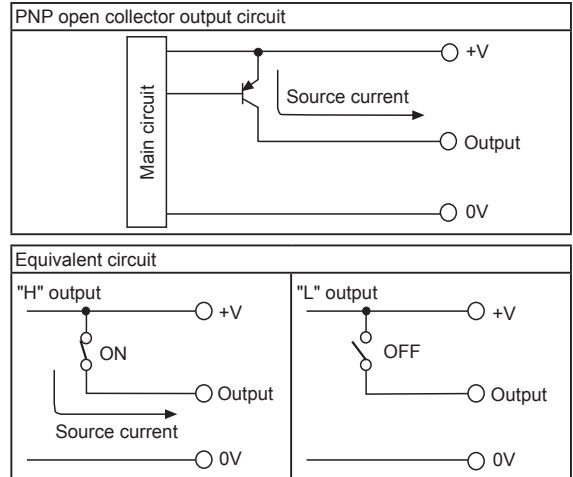 PNP open collector output circuit
+V
Main circuit
Source current
Output
0V
Equivalent circuit
"H" output
+V
ON
Output
Source current
0V
"L" output
+V
OFF
Output
0V